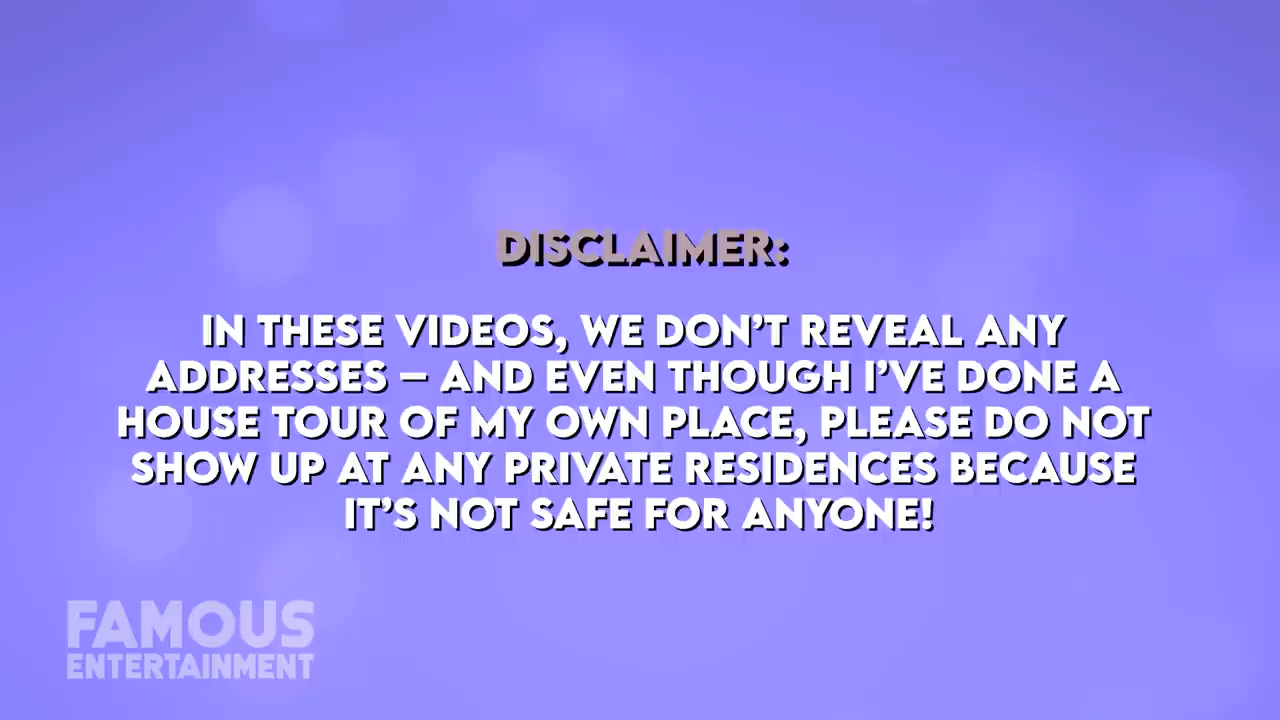 DISCLAIMER:
IN THESE VIDEOS, WE DON'T REVEAL ANY
ADDRESSES – AND EVEN THOUGH I'VE DONE A
HOUSE TOUR OF MY OWN PLACE, PLEASE DO NOT
SHOW UP AT ANY PRIVATE RESIDENCES BECAUSE
IT'S NOT SAFE FOR ANYONE!
FAMOUS
ENTERTAINMENT